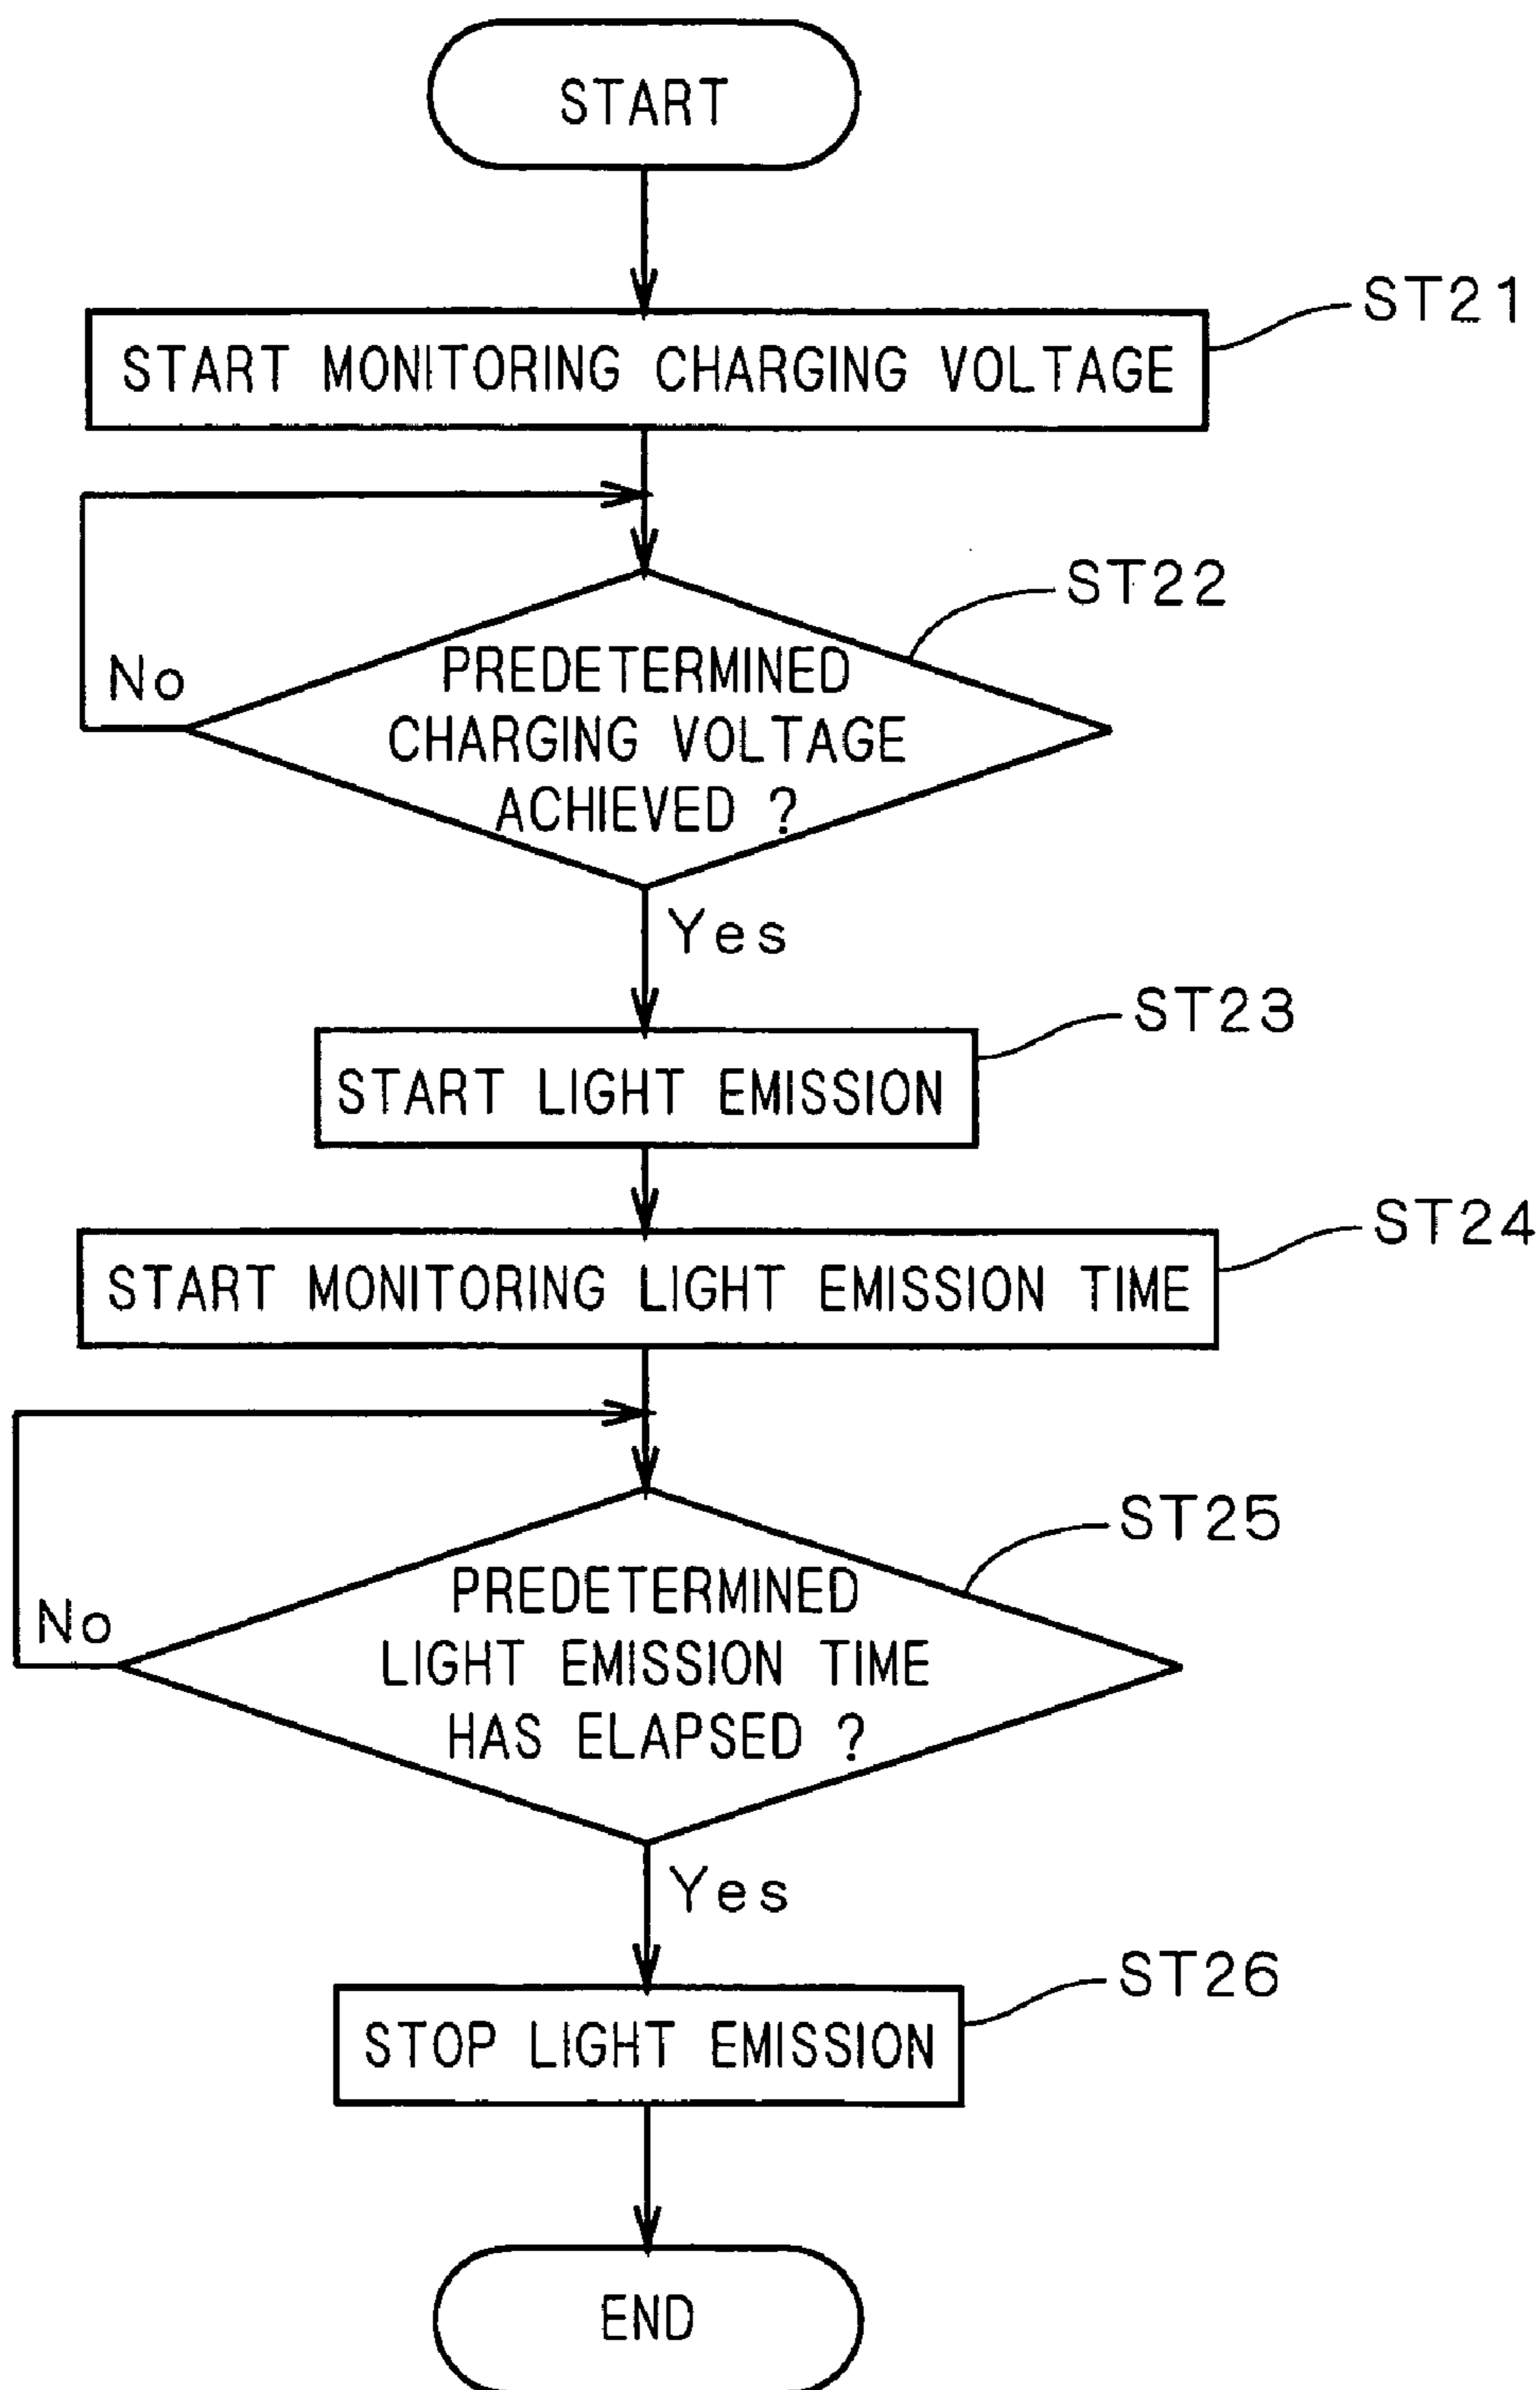 START
ST21
START MONITORING CHARGING VOLTAGE
ST22
No
PREDETERMINED
CHARGING VOLTAGE
ACHIEVED ?
Yes
ST23
START LIGHT EMISSION
ST24
START MONITORING LIGHT EMISSION TIME
ST25
PREDETERMINED
No
LIGHT EMISSION TIME
HAS ELAPSED ?
Yes
ST26
STOP LIGHT EMISSION
END